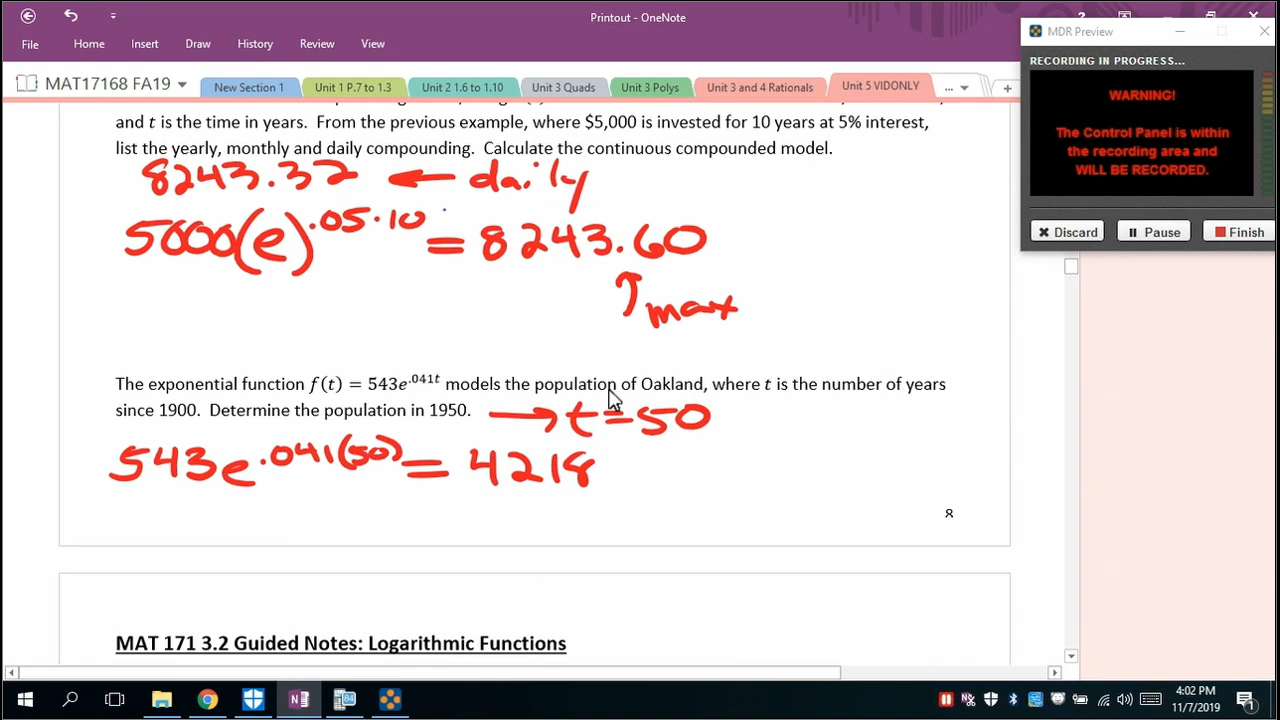 Printout - OneNote
?
File Home Insert Draw History Review View
MAT17168 FA19
New Section 1 Unit 1 P.7 to 1.3 Unit 2 1.6 to 1.10 Unit 3 Quads Unit 3 Polys Unit 3 and 4 Rationals Unit 5 VIDONLY ... +
MDR Preview
RECORDING IN PROGRESS...
WARNING!
The Control Panel is within
the recording area and
WILL BE RECORDED.
Discard Pause Finish
and t is the time in years. From the previous example, where $5,000 is invested for 10 years at 5% interest,
list the yearly, monthly and daily compounding. Calculate the continuous compounded model.
8243.32 ← daily
5000(e)^.05·10 = 8243.60
↑ max
The exponential function f(t) = 543e^.041t models the population of Oakland, where t is the number of years
since 1900. Determine the population in 1950. → t=50
543e^.041(50) = 4218
8
MAT 171 3.2 Guided Notes: Logarithmic Functions
4:02 PM
11/7/2019
1